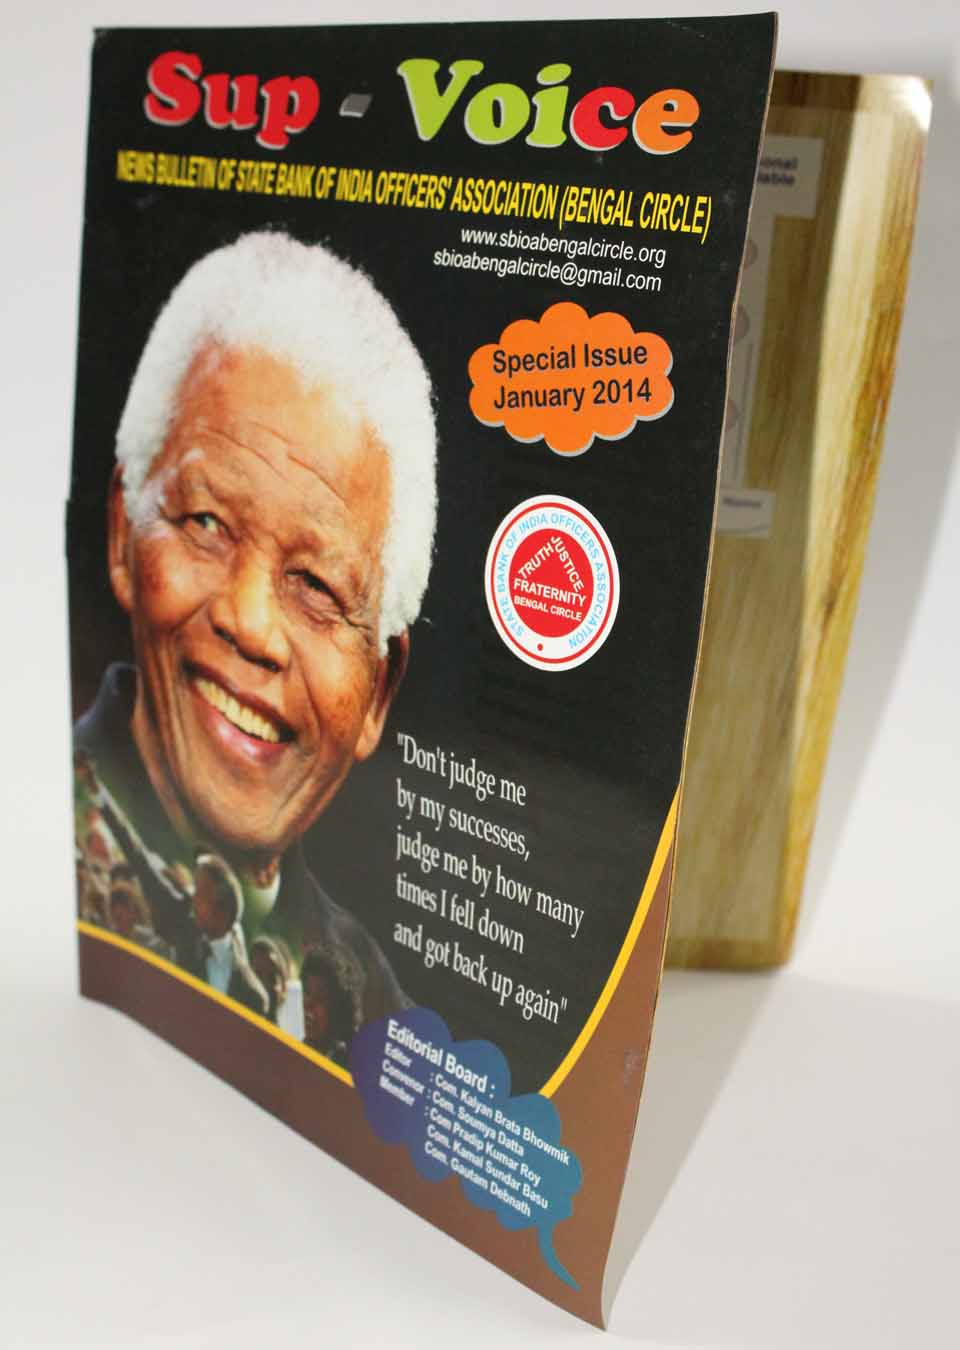 Sup - Voice
NEWS BULLETIN OF STATE BANK OF INDIA OFFICERS' ASSOCIATION (BENGAL CIRCLE)
www.sbioabengalcircle.org
sbioabengalcircle@gmail.com
Special Issue
January 2014
STATE BANK OF INDIA OFFICERS ASSOCIATION
TRUTH JUSTICE
FRATERNITY
BENGAL CIRCLE
"Don't judge me
by my successes,
judge me by how many
times I fell down
and got back up again"
Editorial Board :
Editor : Com. Kalyan Brata Bhowmik
Convenor : Com. Soumya Datta
Member : Com Pradip Kumar Roy
Com. Kamal Sundar Basu
Com. Gautam Debnath